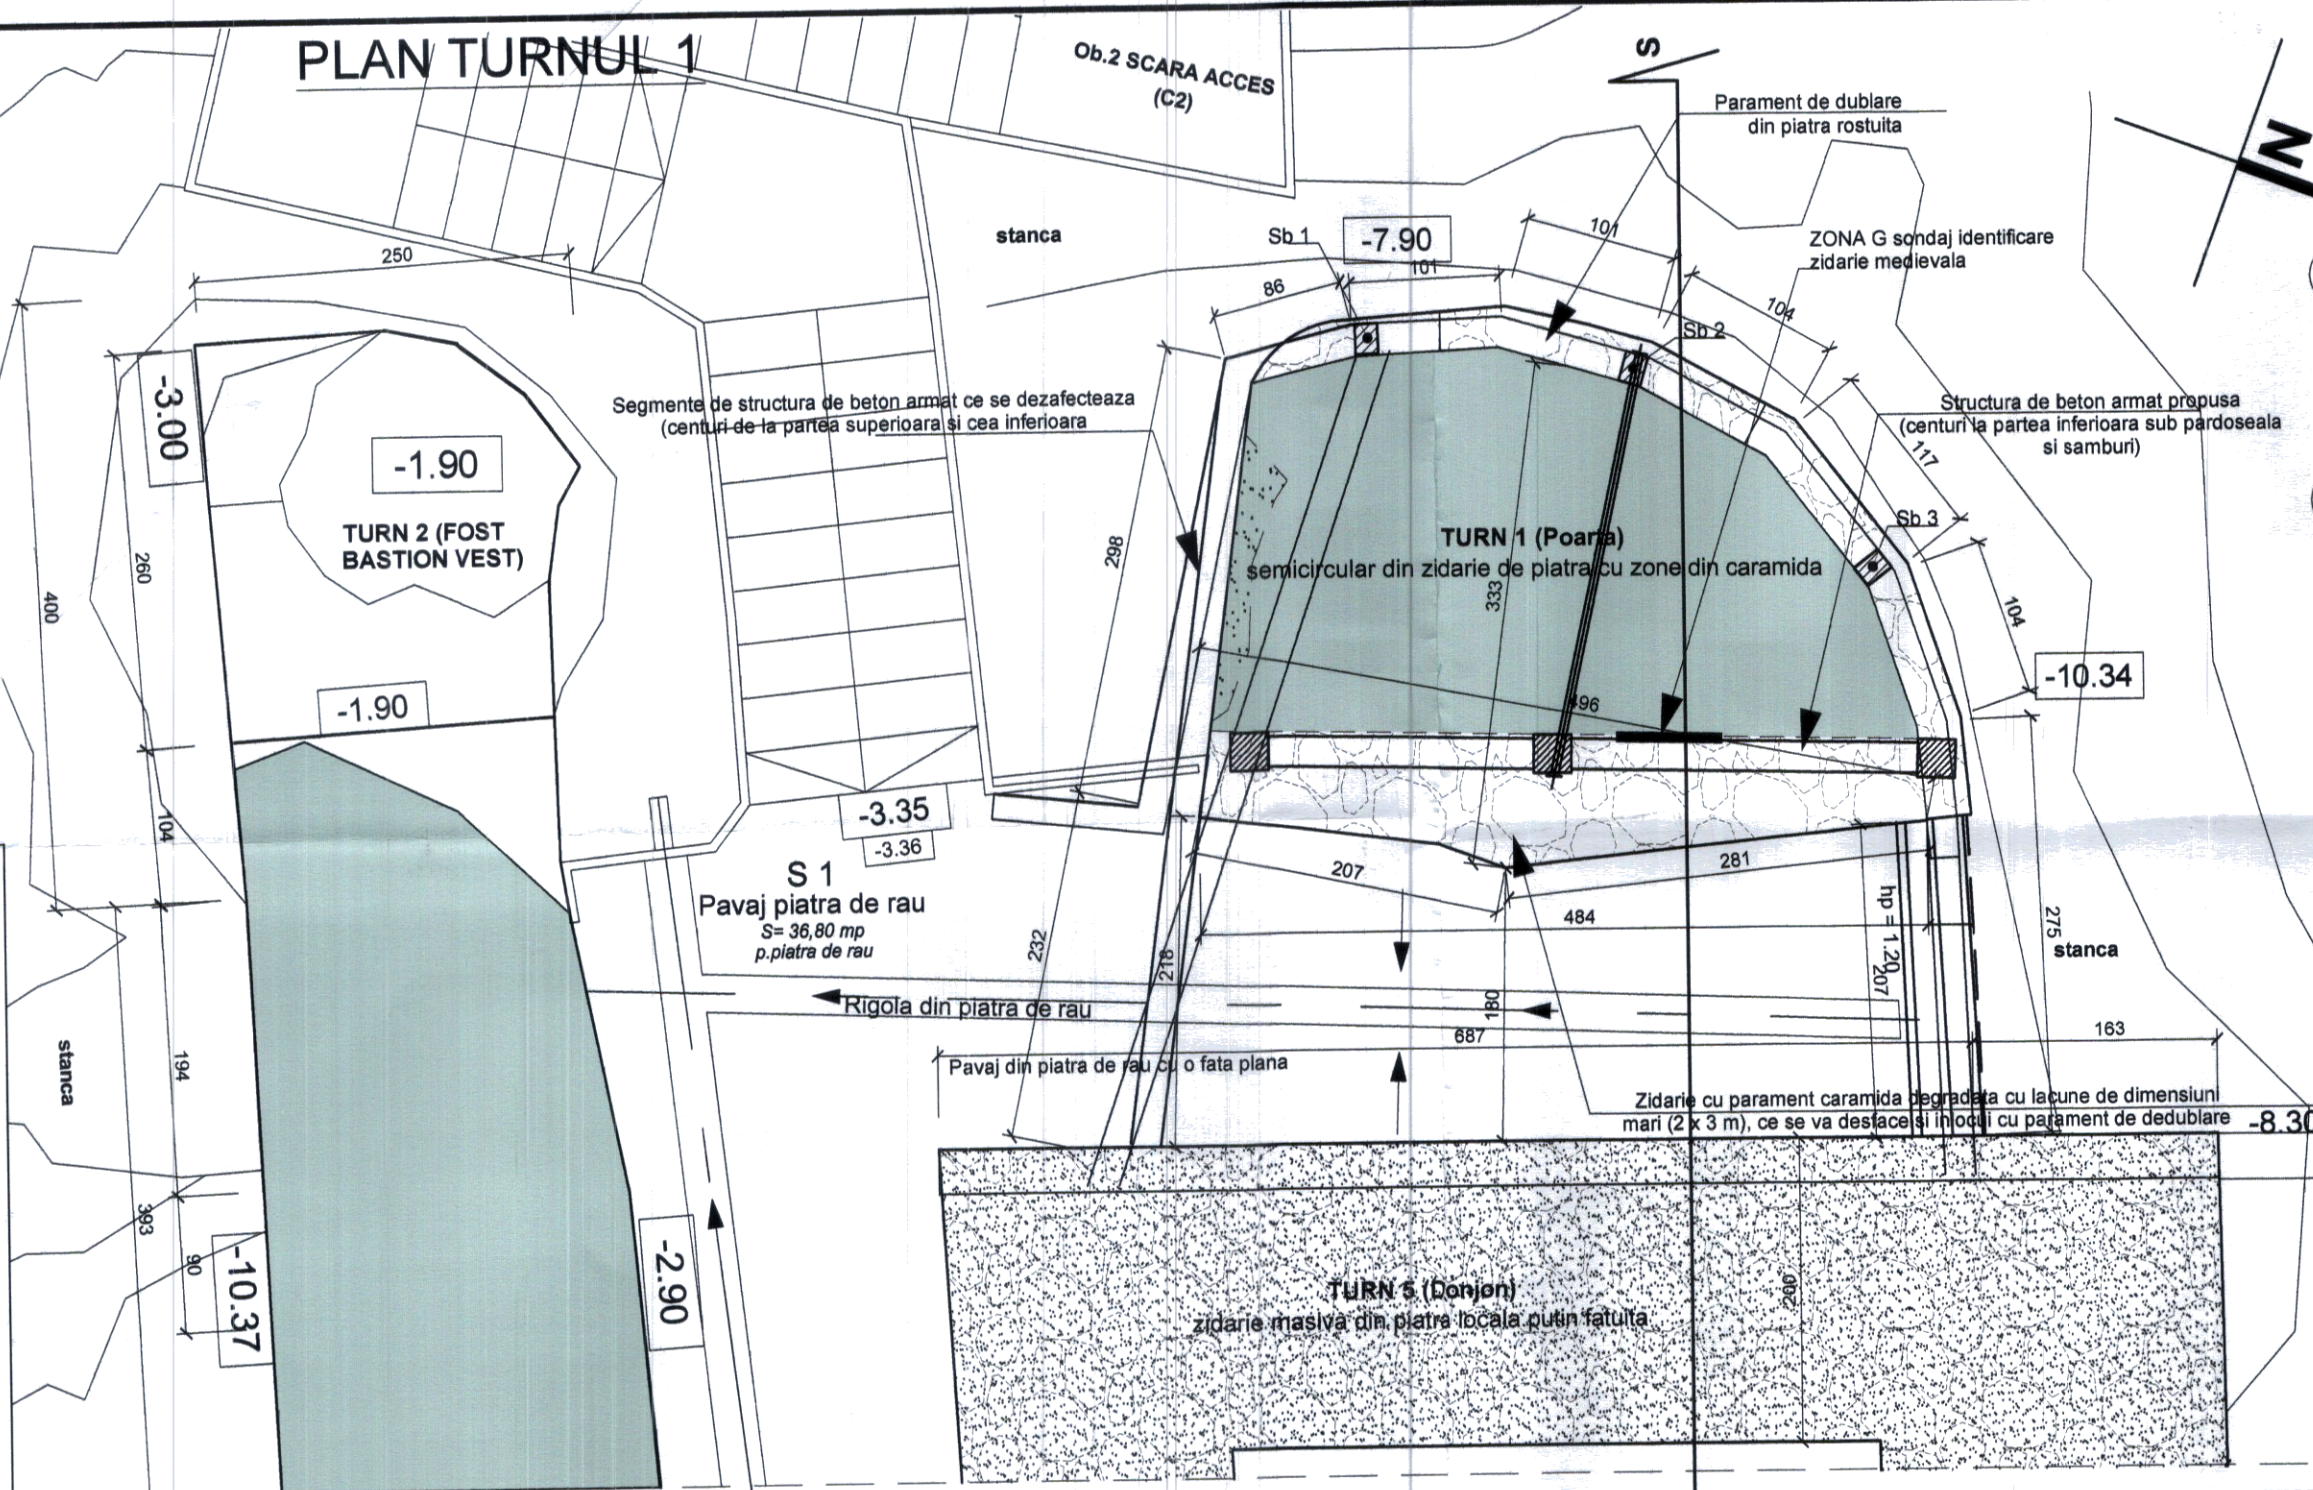 PLAN TURNUL 1
Ob.2 SCARA ACCES
(C2)
S
N
Parament de dublare
din piatra rostuita
stanca
Sb 1
-7.90
101
101
86
104
Sb 2
ZONA G sondaj identificare
zidarie medievala
250
-3.00
-1.90
TURN 2 (FOST
BASTION VEST)
Segmente de structura de beton armat ce se dezafecteaza
(centuri de la partea superioara si cea inferioara
Structura de beton armat propusa
(centuri la partea inferioara sub pardoseala
si samburi)
117
Sb 3
TURN 1 (Poarta)
semicircular din zidarie de piatra cu zone din caramida
298
333
260
400
104
-10.34
496
-1.90
104
-3.35
-3.36
S 1
Pavaj piatra de rau
S= 36,80 mp
p.piatra de rau
207
281
484
hp = 1.20
207
275
stanca
232
218
180
Rigola din piatra de rau
687
163
Pavaj din piatra de rau cu o fata plana
stanca
194
Zidarie cu parament caramida degradata cu lacune de dimensiuni
mari (2 x 3 m), ce se va desface si inlocui cu parament de dedublare
-8.30
393
90
-10.37
-2.90
TURN 5 (Donjon)
zidarie masiva din piatra locala putin fatuita
200